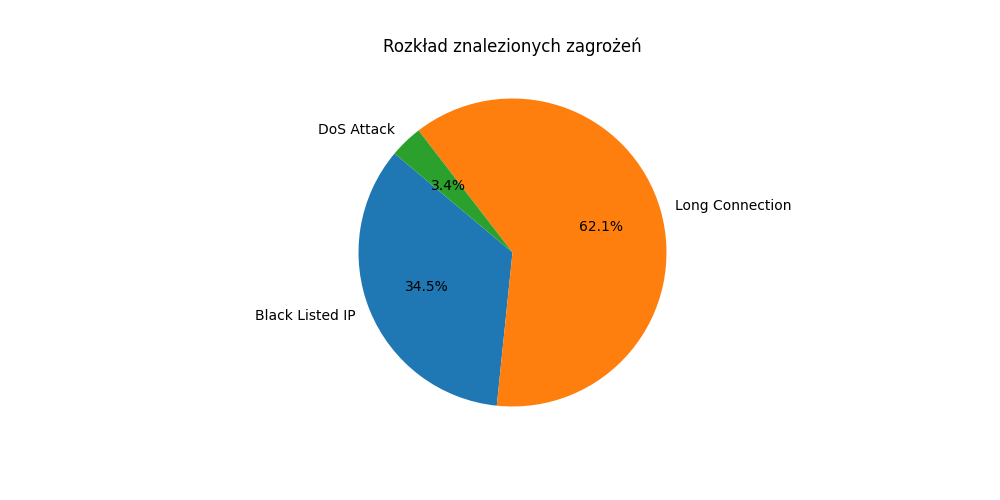 Rozkład znalezionych zagrożeń
DoS Attack
3.4%
Long Connection
62.1%
34.5%
Black Listed IP